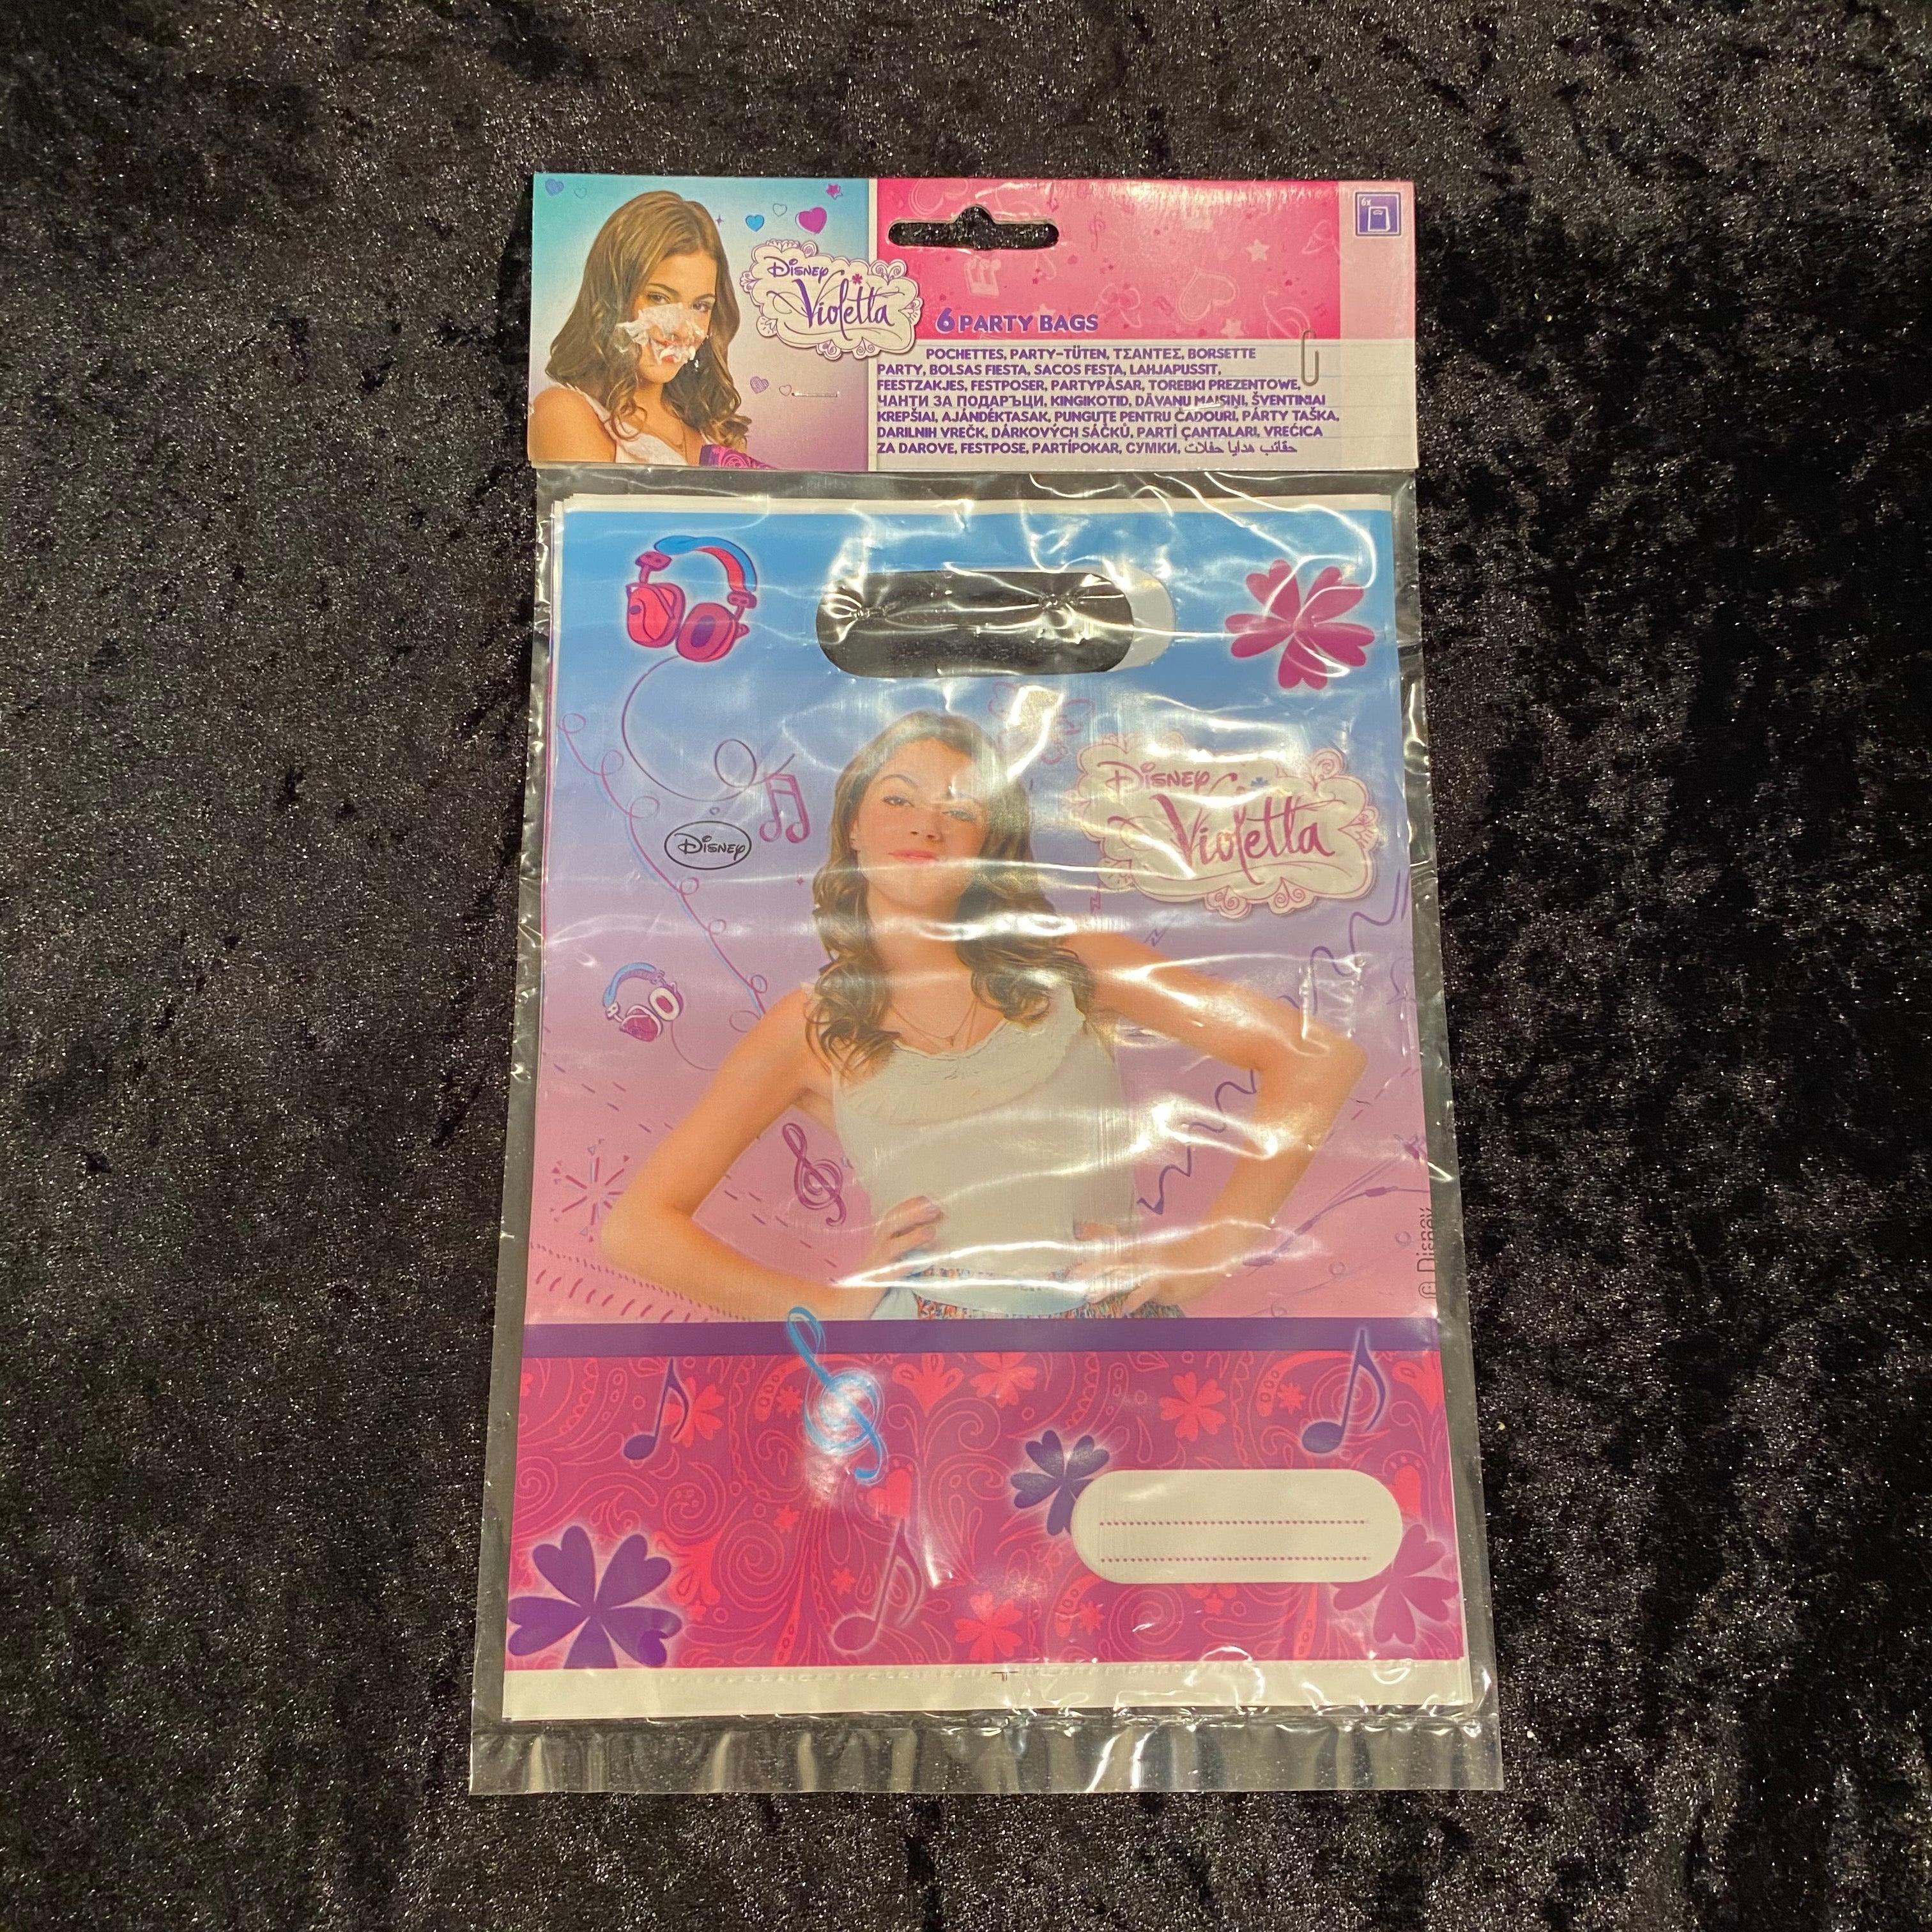 6x
Disney
Violetta
6 PARTY BAGS
POCHETTES, PARTY-TÜTEN, ΤΣΑΝΤΕΣ, BORSETTE
PARTY, BOLSAS FIESTA, SACOS FESTA, LAHJAPUSSIT,
FEESTZAKJES, FESTPOSER, PARTYPÅSAR, TOREBKI PREZENTOWE,
ЧАНТИ ЗА ПОДАРЪЦИ, KINGIKOTID, DĀVANU MAISIŅI, ŠVENTINIAI
KREPŠIAI, AJÁNDÉKTASAK, PUNGUȚE PENTRU CADOURI, PÁRTY TAŠKA,
DARILNIH VREČK, DÁRKOVÝCH SÁČKŮ, PARTİ ÇANTALARI, VREĆICA
ZA DAROVE, FESTPOSE, PARTÍPOKAR, СУМКИ, حقائب هدايا حفلات
Disney
Violetta
Disney
© Disney